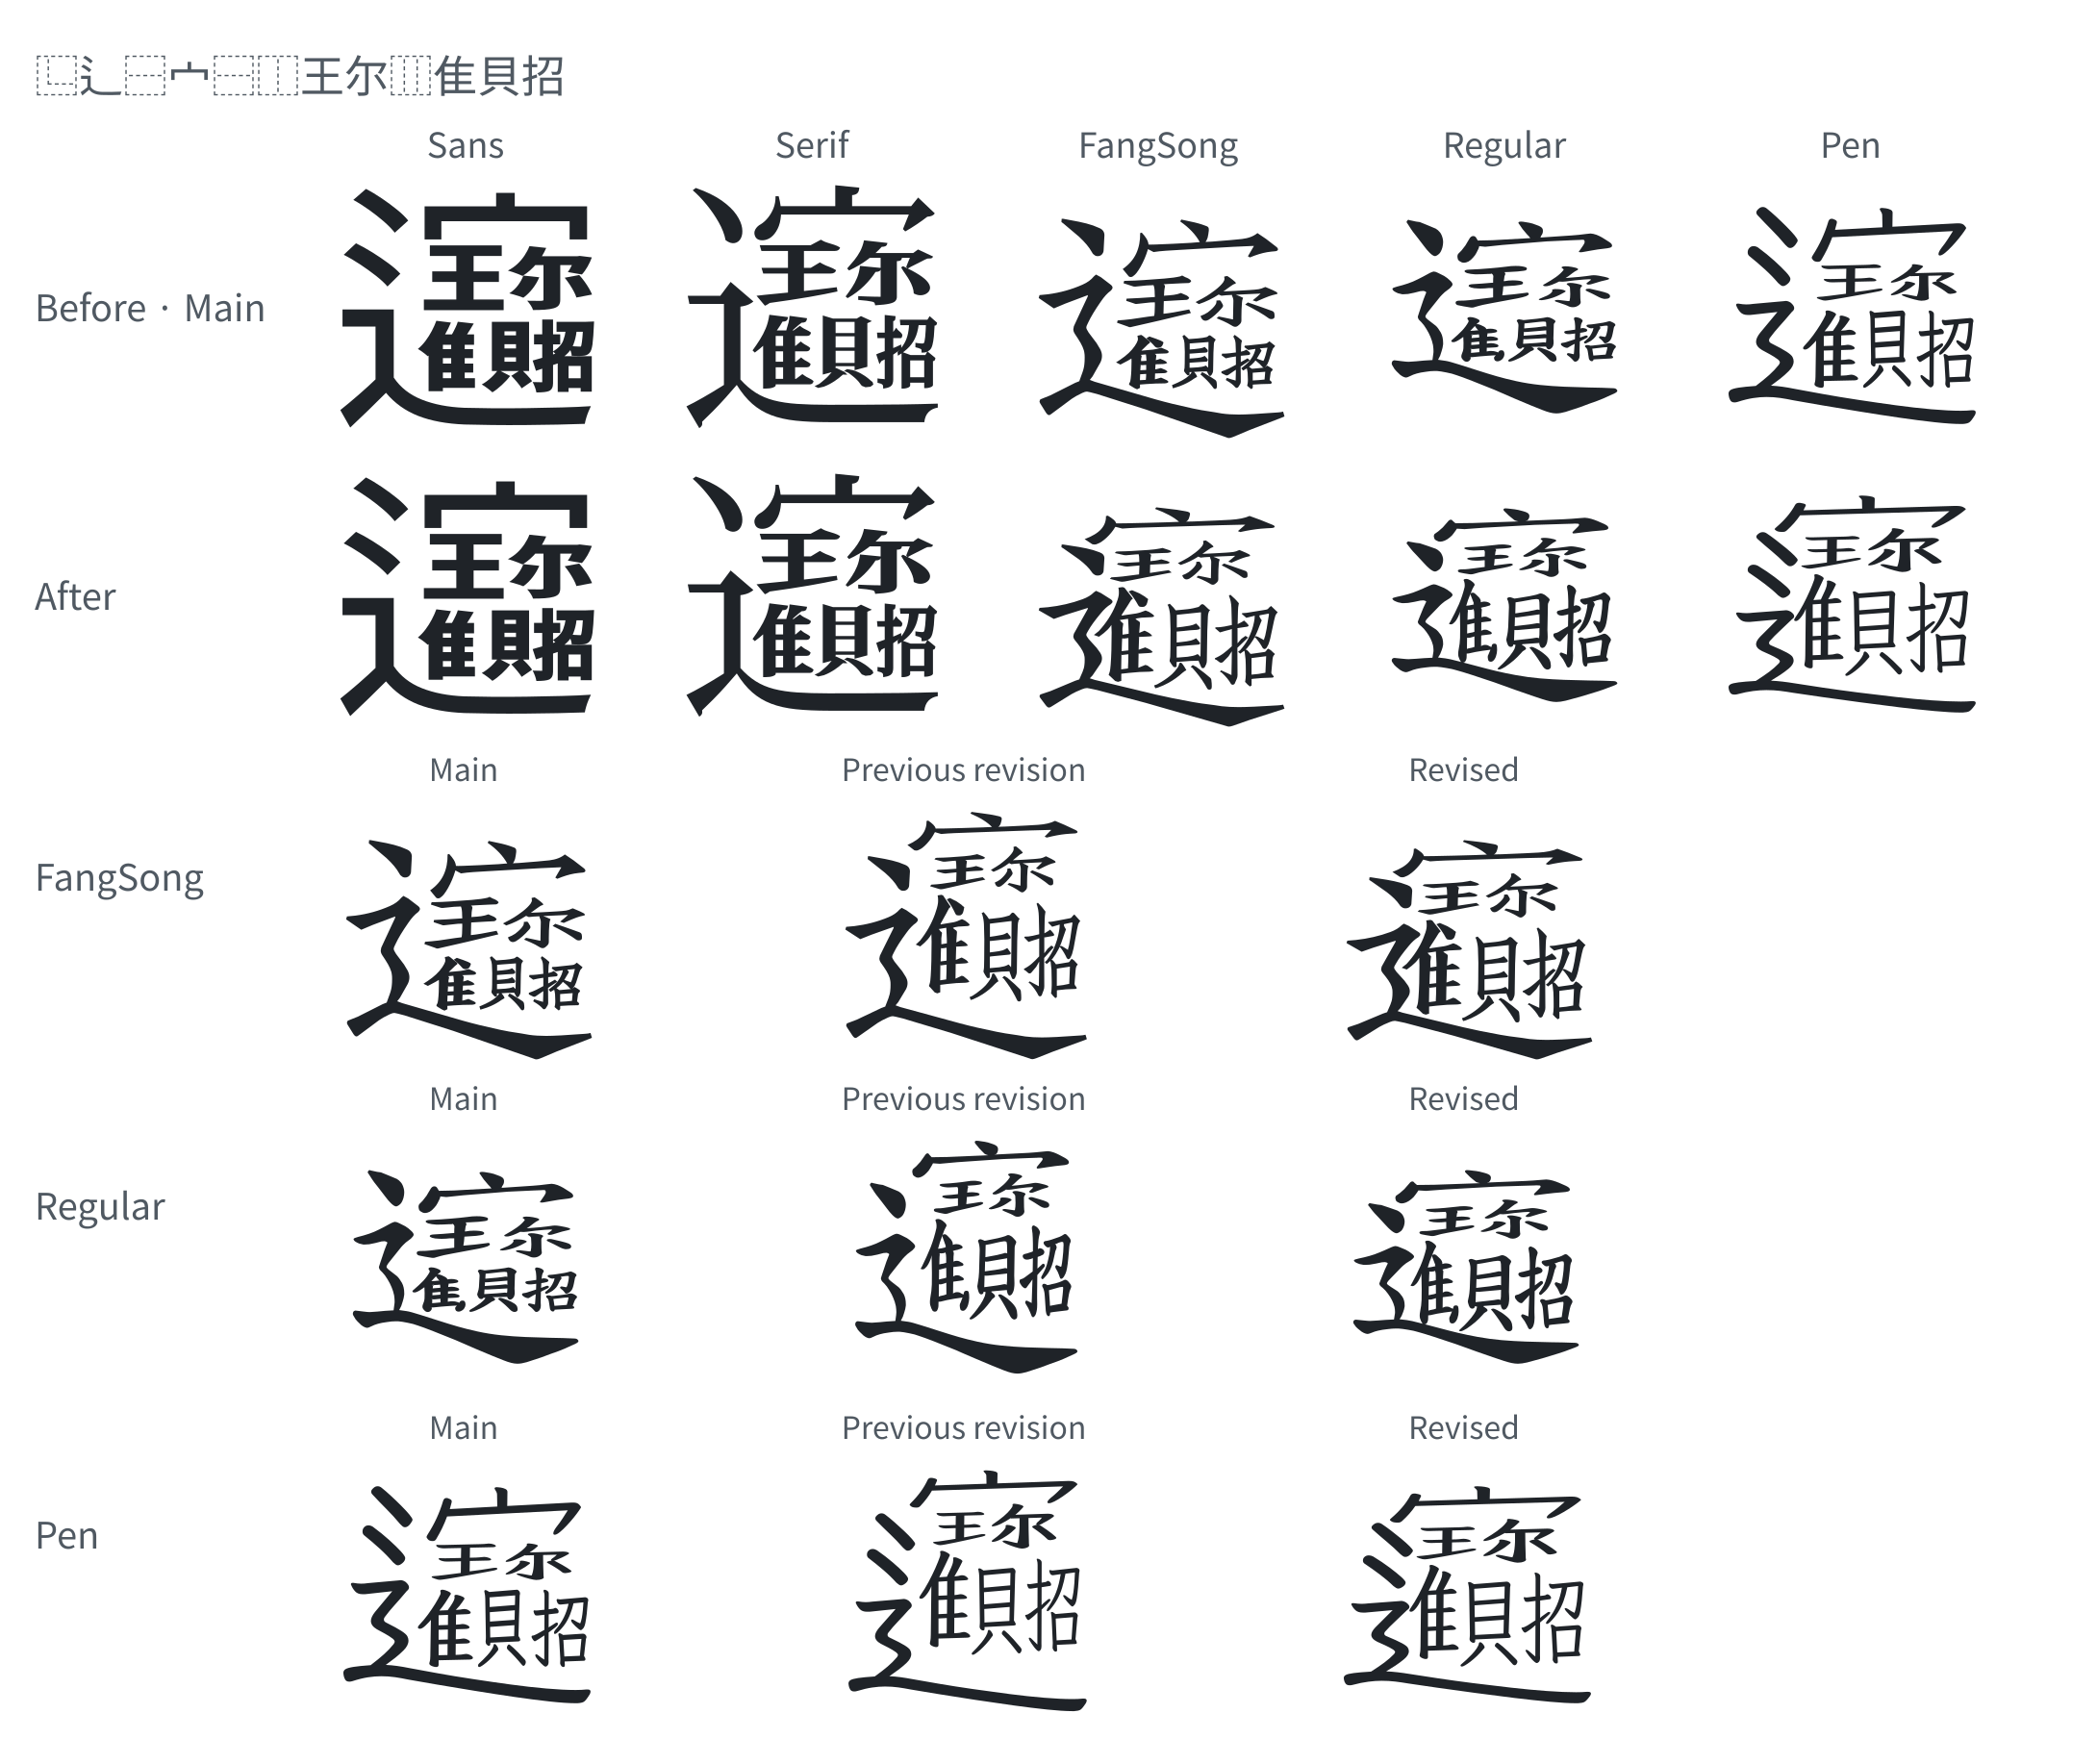 ⿺辶⿱宀⿱⿰王尔⿲隹貝招
Sans Serif FangSong Regular Pen
Before · Main
After
Main Previous revision Revised
FangSong
Main Previous revision Revised
Regular
Main Previous revision Revised
Pen